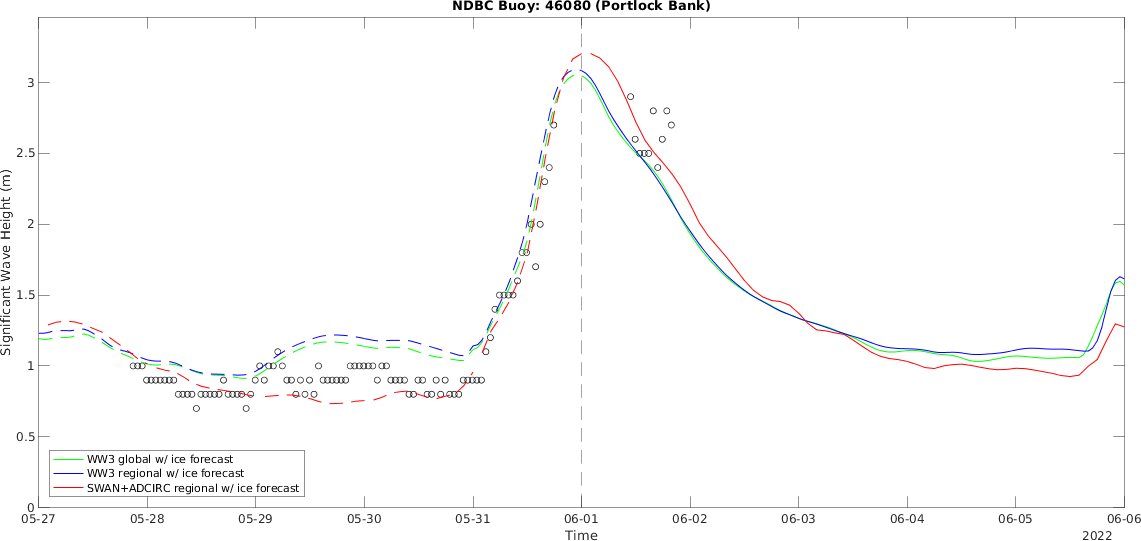 NDBC Buoy: 46080 (Portlock Bank)
Significant Wave Height (m)
3
2.5
2
1.5
1
0.5
0
WW3 global w/ ice forecast
WW3 regional w/ ice forecast
SWAN+ADCIRC regional w/ ice forecast
05-27 05-28 05-29 05-30 05-31 06-01 06-02 06-03 06-04 06-05 06-06
Time
2022